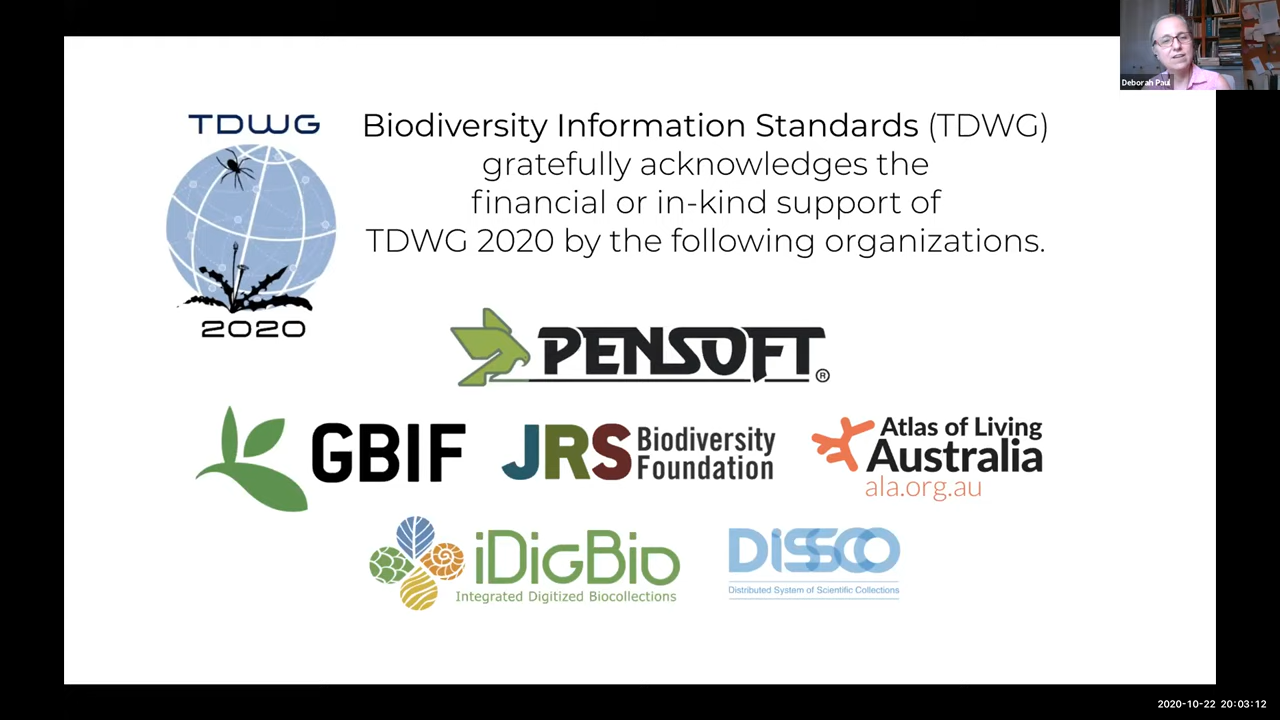 Deborah Paul
TDWG
2020
Biodiversity Information Standards (TDWG)
gratefully acknowledges the
financial or in-kind support of
TDWG 2020 by the following organizations.
PENSOFT®
GBIF
JRS Biodiversity
Foundation
Atlas of Living
Australia
ala.org.au
iDigBio
Integrated Digitized Biocollections
DiSSCo
Distributed System of Scientific Collections
2020-10-22 20:03:12